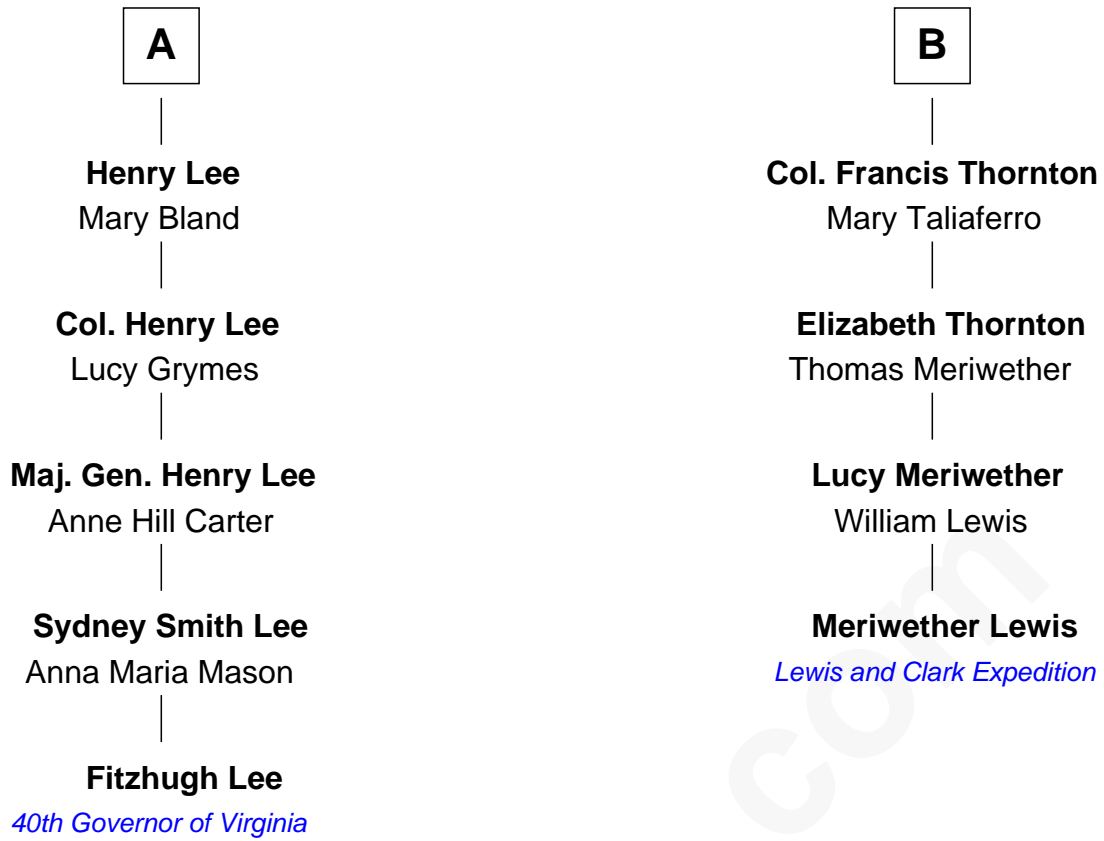 A
Henry Lee
Mary Bland
Col. Henry Lee
Lucy Grymes
Maj. Gen. Henry Lee
Anne Hill Carter
Sydney Smith Lee
Anna Maria Mason
Fitzhugh Lee
40th Governor of Virginia
B
Col. Francis Thornton
Mary Taliaferro
Elizabeth Thornton
Thomas Meriwether
Lucy Meriwether
William Lewis
Meriwether Lewis
Lewis and Clark Expedition
com